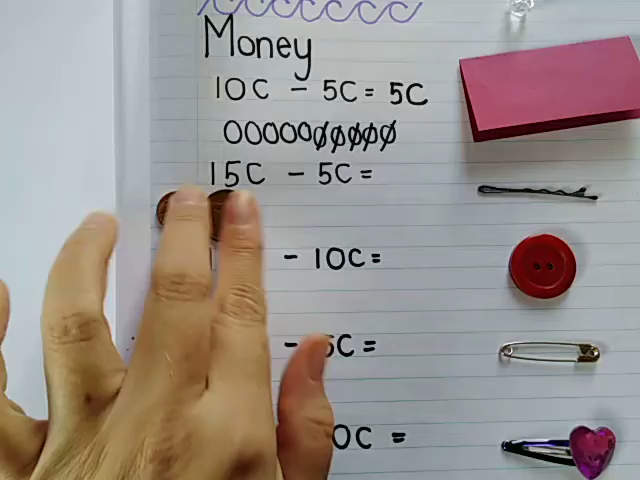 Money
10C - 5C = 5C
0000000000
15C - 5C =
- 10C =
- 5C =
0C =